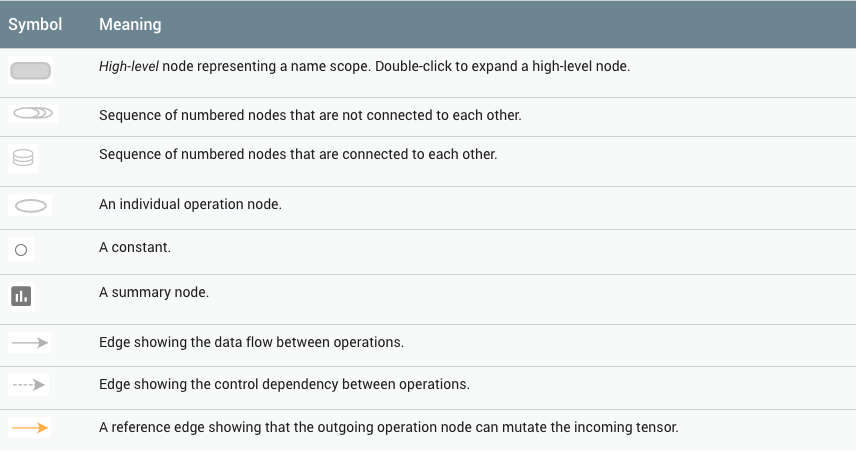 Symbol Meaning
High-level node representing a name scope. Double-click to expand a high-level node.
Sequence of numbered nodes that are not connected to each other.
Sequence of numbered nodes that are connected to each other.
An individual operation node.
A constant.
A summary node.
Edge showing the data flow between operations.
Edge showing the control dependency between operations.
A reference edge showing that the outgoing operation node can mutate the incoming tensor.